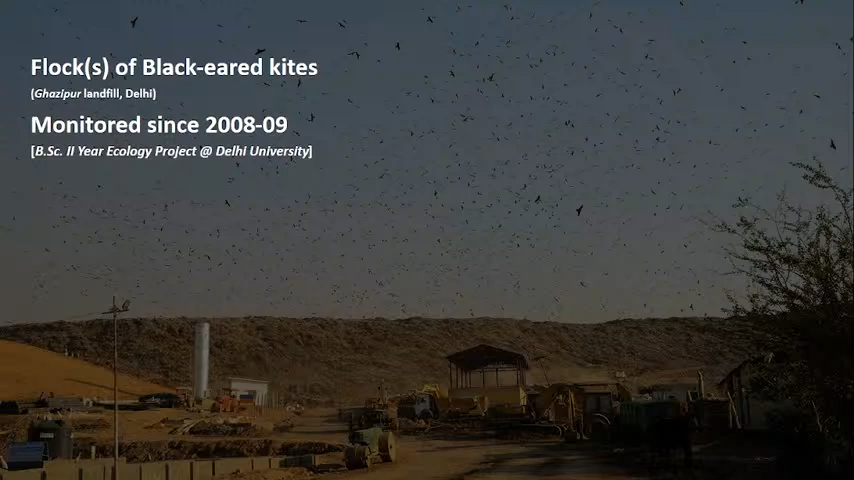 Flock(s) of Black-eared kites
(Ghazipur landfill, Delhi)
Monitored since 2008-09
[B.Sc. II Year Ecology Project @ Delhi University]